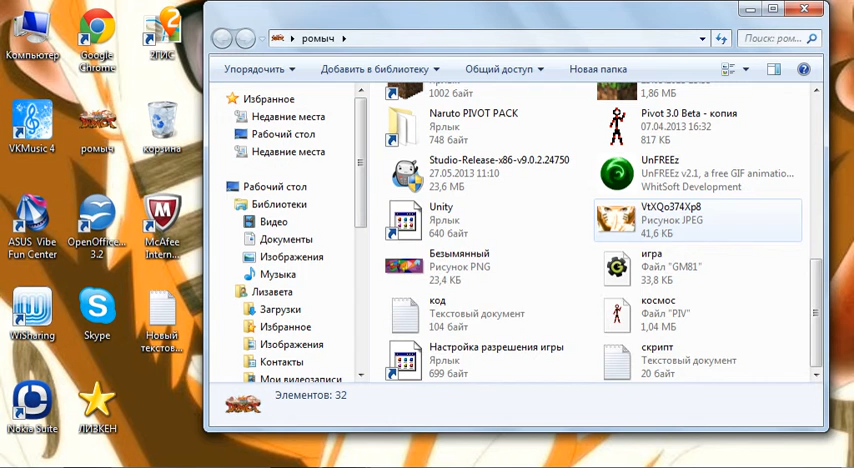 Компьютер
Google
Chrome
2ГИС
VKMusic 4
ромыч
корзина
ASUS Vibe
Fun Center
OpenOffice...
3.2
McAfee
Intern...
WiSharing
Skype
Новый
текстов...
Nokia Suite
ЛИЗКЕН
ромыч
Поиск: ром...
Упорядочить
Добавить в библиотеку
Общий доступ
Новая папка
Избранное
Недавние места
Рабочий стол
Недавние места
Рабочий стол
Библиотеки
Видео
Документы
Изображения
Музыка
Лизавета
Загрузки
Избранное
Изображения
Контакты
Мои видеозаписи
Ярлык
1002 байт
1,86 МБ
Naruto PIVOT PACK
Ярлык
748 байт
Pivot 3.0 Beta - копия
07.04.2013 16:32
817 КБ
Studio-Release-x86-v9.0.2.24750
27.05.2013 11:10
23,6 МБ
UnFREEz
UnFREEz v2.1, a free GIF animatio...
WhitSoft Development
Unity
Ярлык
640 байт
VtXQo374Xp8
Рисунок JPEG
41,6 КБ
Безымянный
Рисунок PNG
23,4 КБ
игра
Файл "GM81"
33,8 КБ
код
Текстовый документ
104 байт
космос
Файл "PIV"
1,04 МБ
Настройка разрешения игры
Ярлык
699 байт
скрипт
Текстовый документ
20 байт
Элементов: 32